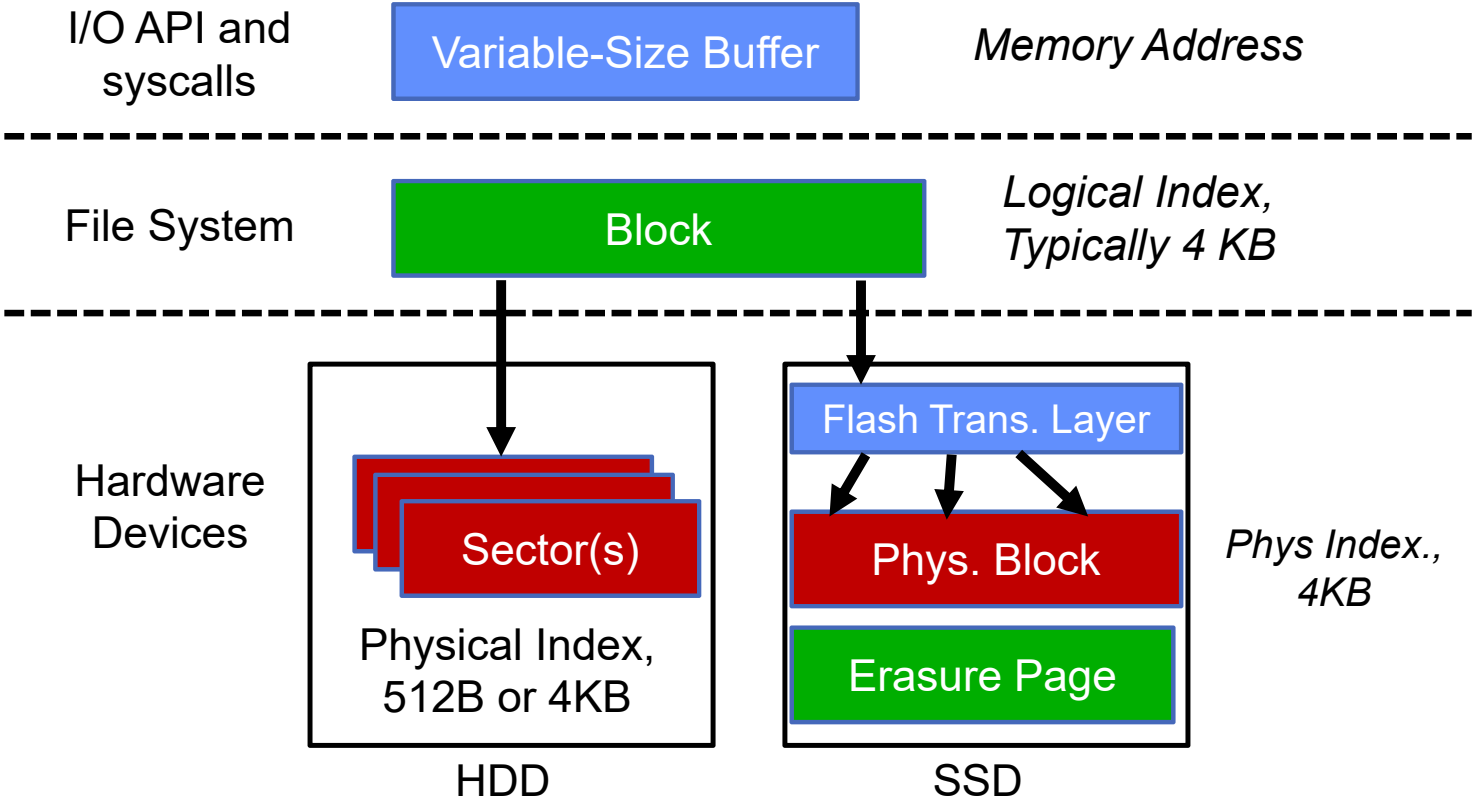 I/O API and
syscalls
Variable-Size Buffer
Memory Address
File System
Block
Logical Index,
Typically 4 KB
Hardware
Devices
Sector(s)
Physical Index,
512B or 4KB
HDD
Flash Trans. Layer
Phys. Block
Erasure Page
SSD
Phys Index.,
4KB